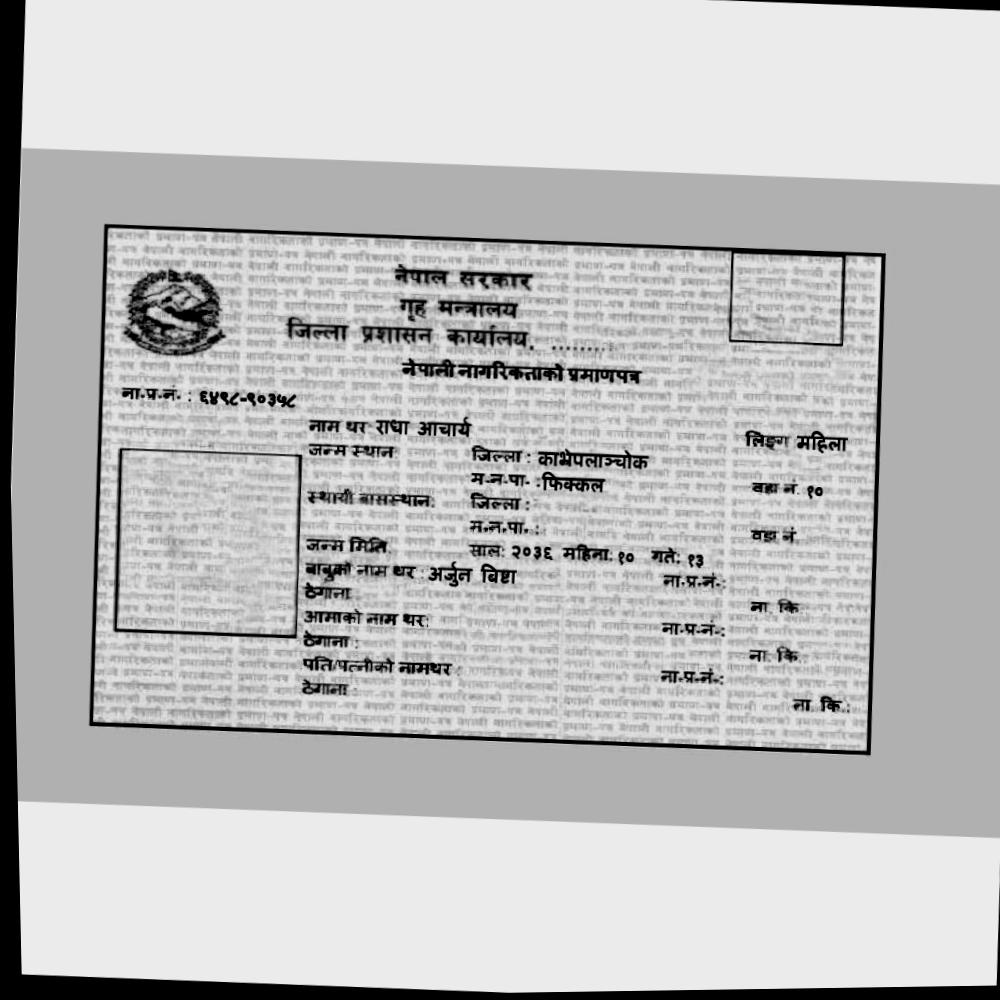 नेपाल सरकार
गृह मन्त्रालय
जिल्ला प्रशासन कार्यालय. .........
नेपाली नागरिकताको प्रमाणपत्र
ना.प्र.नं. : ६४९८-९०३५८
नाम थर राधा आचार्य लिङ्ग महिला
जन्म स्थान: जिल्ला : काभ्रेपलाञ्चोक
म.न.पा. :फिक्कल वडा नं. १०
स्थायी बासस्थान: जिल्ला :
म.न.पा. : वडा नं.
जन्म मिति: साल: २०३६ महिना: १० गते: १३
बाबुको नाम थर : अर्जुन बिष्टा ना.प्र.नं.:
ठेगाना: ना. कि.:
आमाको नाम थर: ना.प्र.नं.:
ठेगाना : ना. कि.:
पति/पत्नीको नामथर : ना.प्र.नं.:
ठेगाना : ना. कि.: